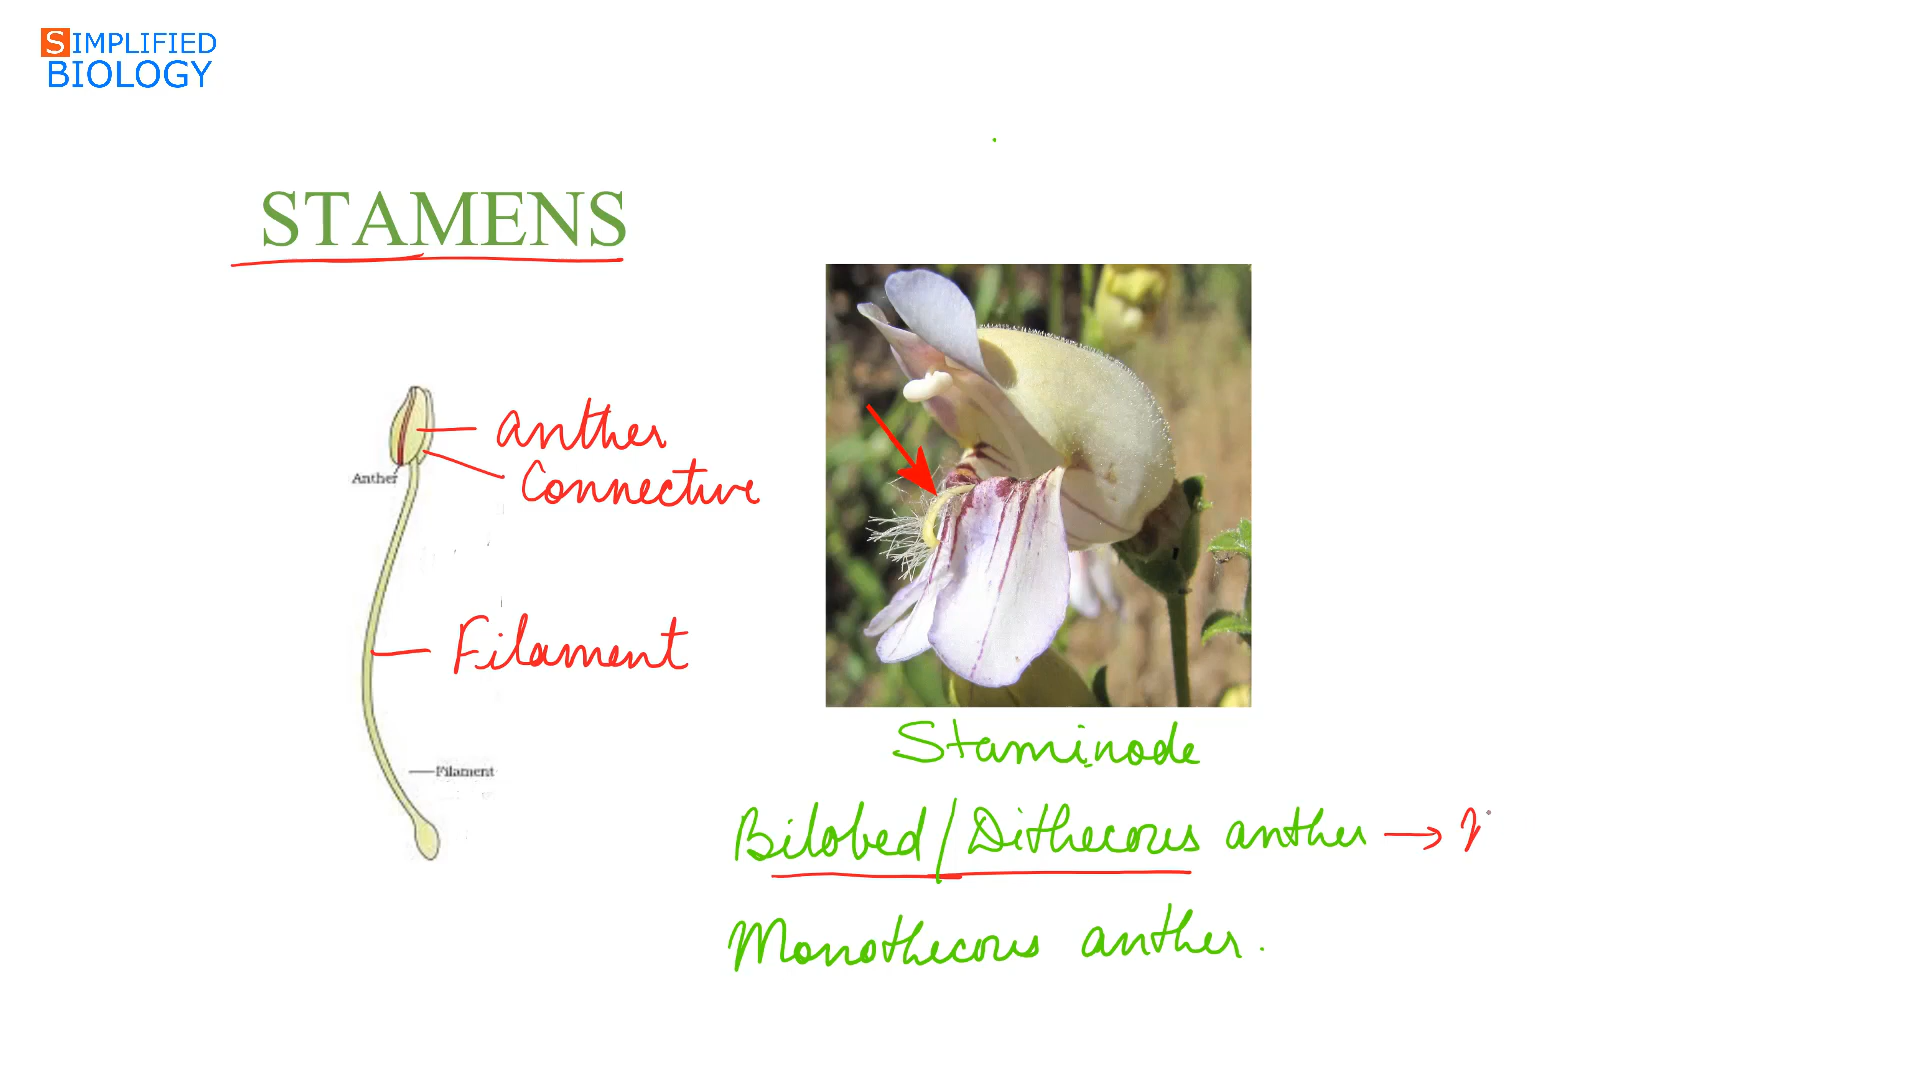 SIMPLIFIED
BIOLOGY
STAMENS
Anther
Anther
Connective
Filament
Filament
Staminode
Bilobed/Dithecous anther →
Monothecous anther.